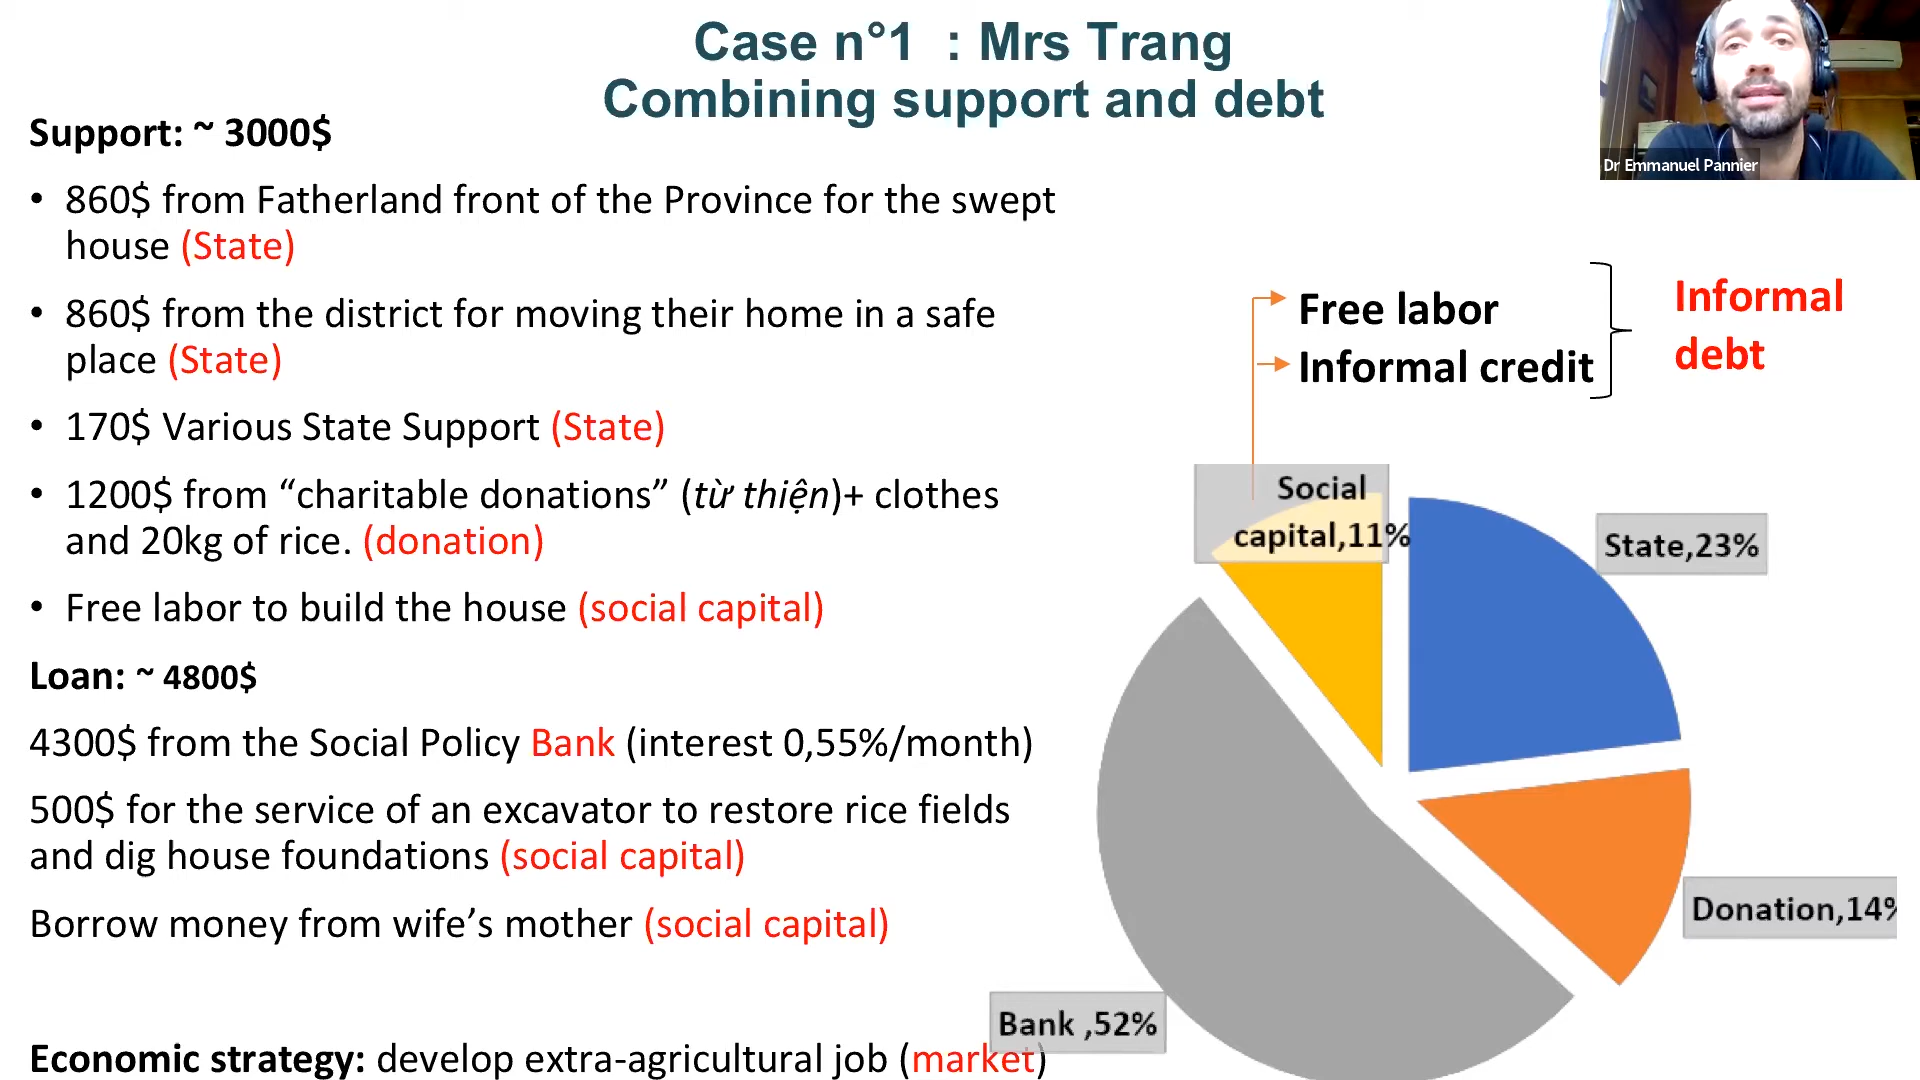 Case n°1 : Mrs Trang
Combining support and debt
Dr Emmanuel Pannier
Support: ~ 3000$
• 860$ from Fatherland front of the Province for the swept
house (State)
• 860$ from the district for moving their home in a safe
place (State)
• 170$ Various State Support (State)
• 1200$ from “charitable donations” (từ thiện)+ clothes
and 20kg of rice. (donation)
• Free labor to build the house (social capital)
Loan: ~ 4800$
4300$ from the Social Policy Bank (interest 0,55%/month)
500$ for the service of an excavator to restore rice fields
and dig house foundations (social capital)
Borrow money from wife’s mother (social capital)
Economic strategy: develop extra-agricultural job (market)
Free labor
Informal credit
Informal
debt
Social
capital,11%
State,23%
Donation,14%
Bank ,52%